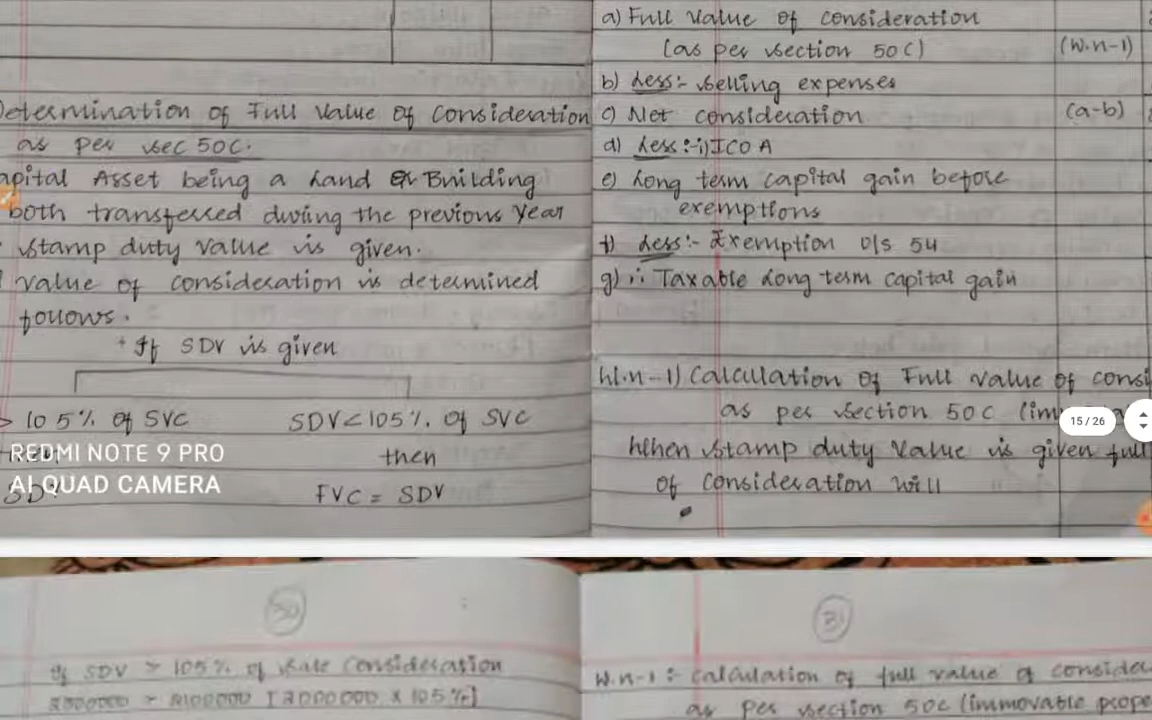 Determination of Full Value Of Consideration
as per sec 50C.
apital Asset being a Land OR Building
both transferred during the previous year
stamp duty value is given.
value of consideration is determined
follows.
+ If SDV is given
> 105% of SVC SDV<105% of SVC
then
SDV FVC = SDV
REDMI NOTE 9 PRO
AI QUAD CAMERA
a) Full Value Of Consideration
(as per section 50C) (W.n-1)
b) Less:- selling expenses
c) Net consideration (a-b)
d) Less:-i) ICOA
e) Long term capital gain before
exemptions
f) Less:- Exemption U/s 54
g) ∴ Taxable Long term capital gain
W.n-1) Calculation Of Full value of consi
as per section 50C (im
When stamp duty value is given full
of consideration will
15 / 26
30
If SDV > 105% of Sale Consideration
[2000000 x 105%]
31
W.n-1 :- Calculation of full value of conside
as per section 50C (immovable prope